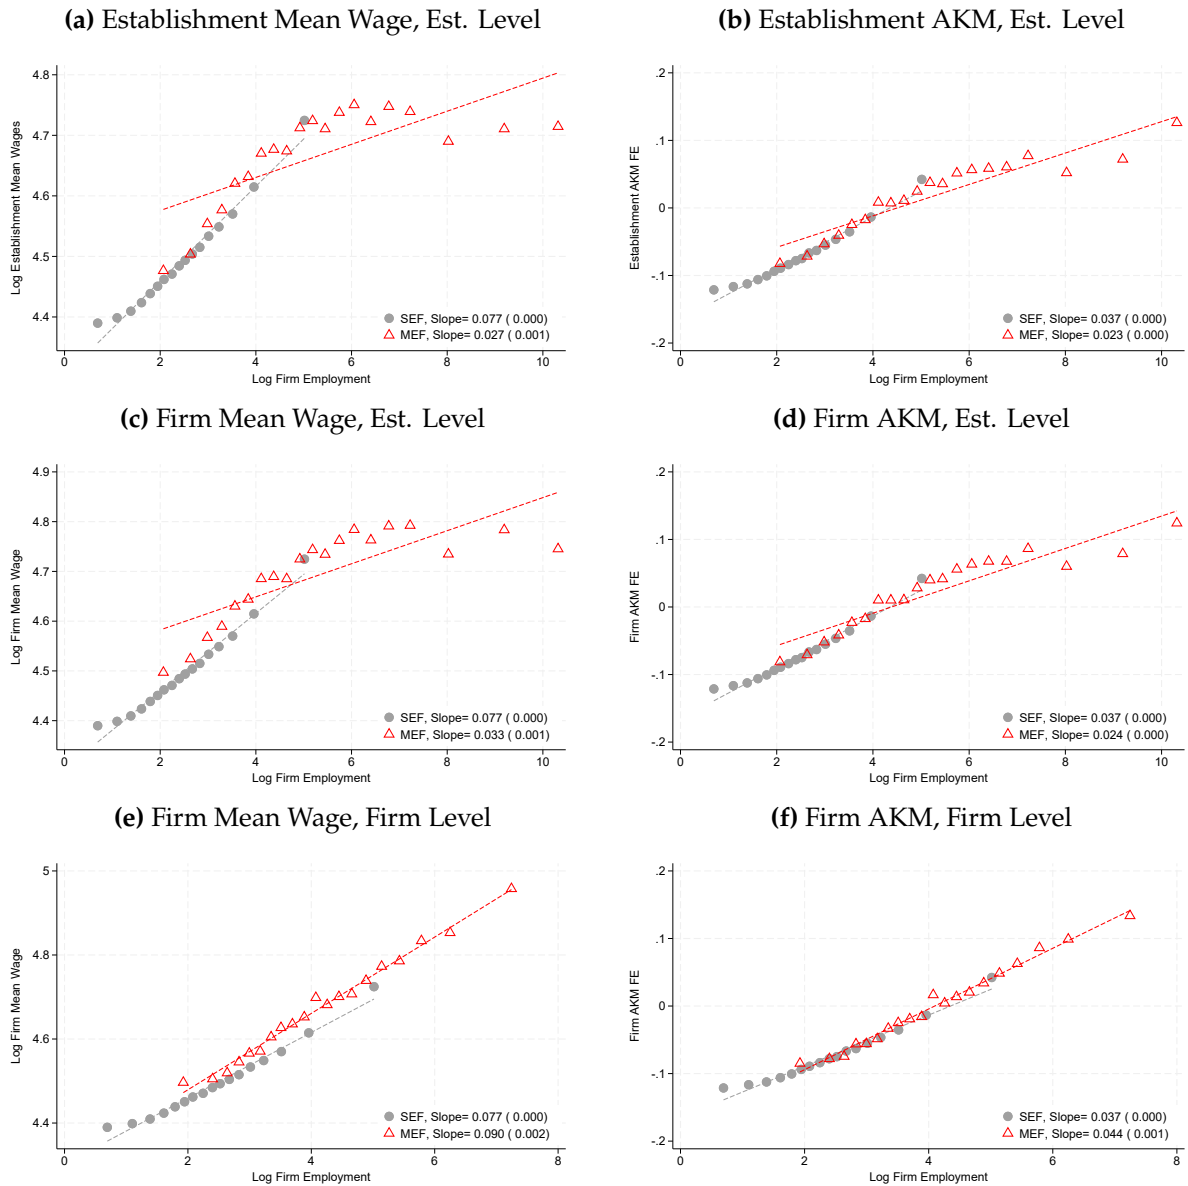 (a) Establishment Mean Wage, Est. Level
4.8
4.7
4.6
4.5
4.4
Log Establishment Mean Wages
SEF, Slope= 0.077 ( 0.000)
MEF, Slope= 0.027 ( 0.001)
0 2 4 6 8 10
Log Firm Employment
(b) Establishment AKM, Est. Level
.2
.1
0
-.1
-.2
Establishment AKM FE
SEF, Slope= 0.037 ( 0.000)
MEF, Slope= 0.023 ( 0.000)
0 2 4 6 8 10
Log Firm Employment
(c) Firm Mean Wage, Est. Level
4.9
4.8
4.7
4.6
4.5
4.4
Log Firm Mean Wage
SEF, Slope= 0.077 ( 0.000)
MEF, Slope= 0.033 ( 0.001)
0 2 4 6 8 10
Log Firm Employment
(d) Firm AKM, Est. Level
.2
.1
0
-.1
-.2
Firm AKM FE
SEF, Slope= 0.037 ( 0.000)
MEF, Slope= 0.024 ( 0.000)
0 2 4 6 8 10
Log Firm Employment
(e) Firm Mean Wage, Firm Level
5
4.8
4.6
4.4
Log Firm Mean Wage
SEF, Slope= 0.077 ( 0.000)
MEF, Slope= 0.090 ( 0.002)
0 2 4 6 8
Log Firm Employment
(f) Firm AKM, Firm Level
.2
.1
0
-.1
-.2
Firm AKM FE
SEF, Slope= 0.037 ( 0.000)
MEF, Slope= 0.044 ( 0.001)
0 2 4 6 8
Log Firm Employment